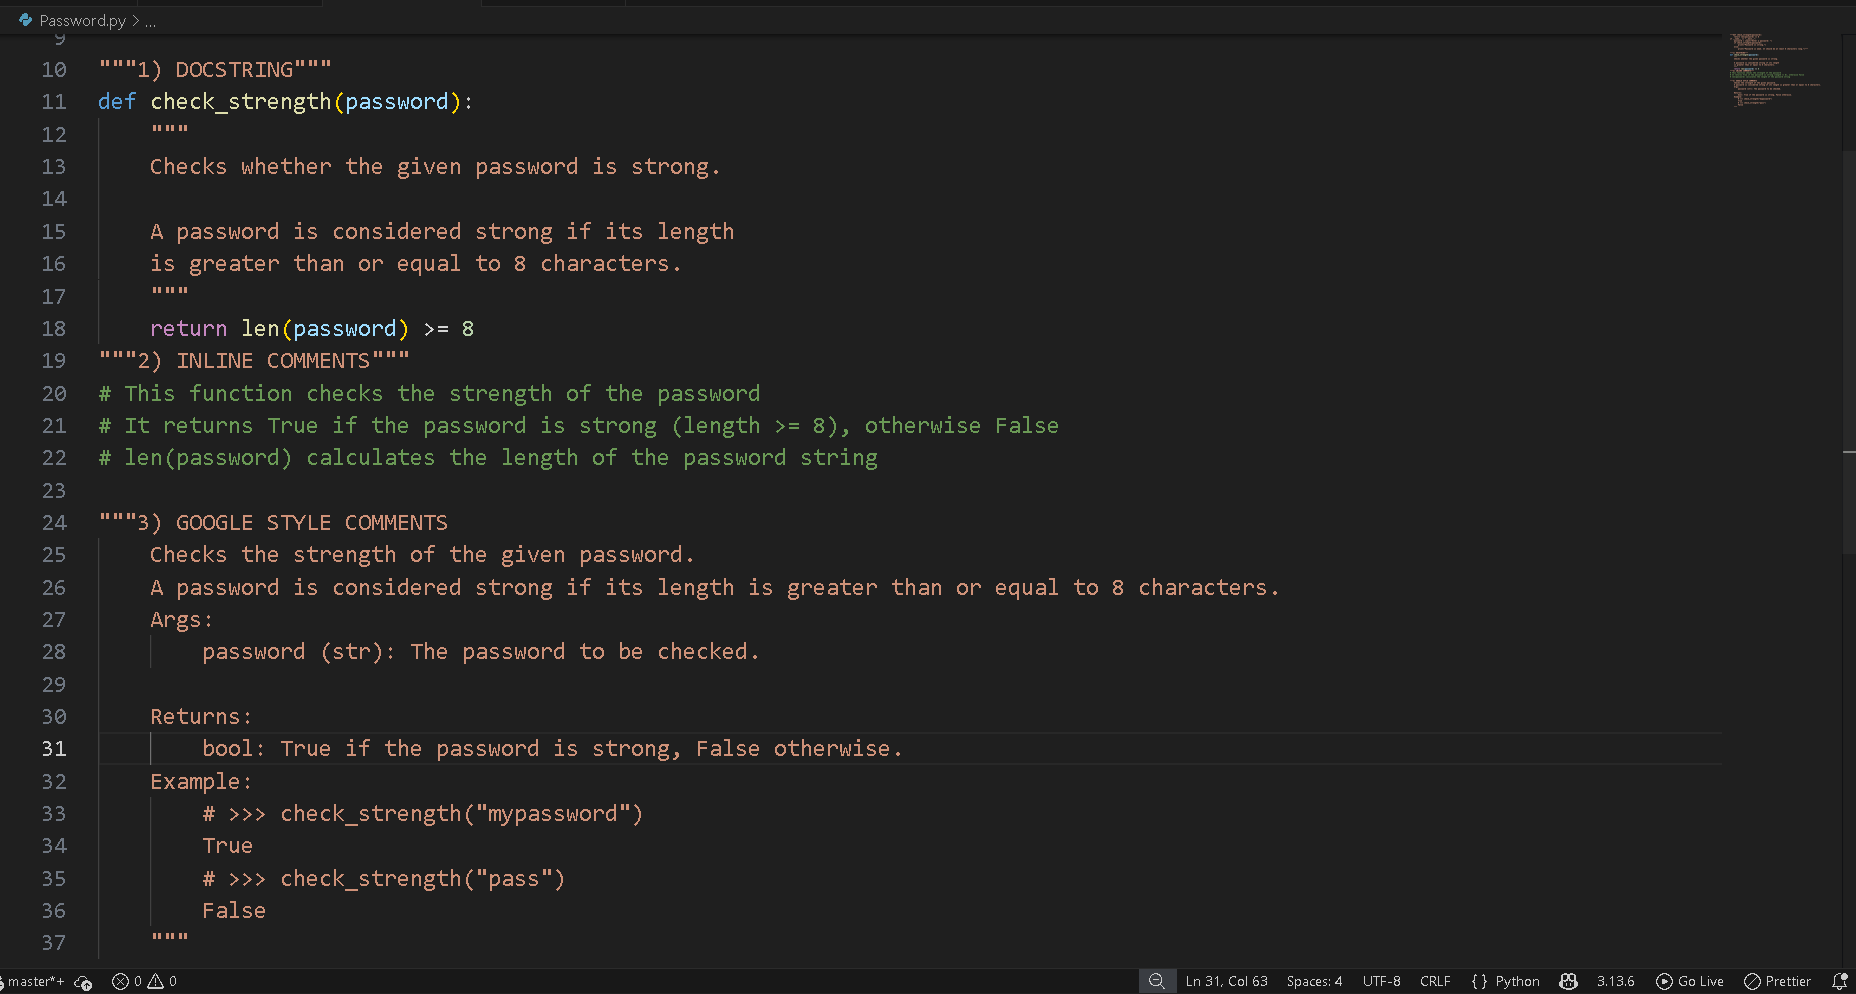 Password.py > ...
9
10 """1) DOCSTRING"""
11 def check_strength(password):
12     """
13     Checks whether the given password is strong.
14
15     A password is considered strong if its length
16     is greater than or equal to 8 characters.
17     """
18     return len(password) >= 8
19 """2) INLINE COMMENTS"""
20 # This function checks the strength of the password
21 # It returns True if the password is strong (length >= 8), otherwise False
22 # len(password) calculates the length of the password string
23
24 """3) GOOGLE STYLE COMMENTS
25     Checks the strength of the given password.
26     A password is considered strong if its length is greater than or equal to 8 characters.
27     Args:
28         password (str): The password to be checked.
29
30     Returns:
31         bool: True if the password is strong, False otherwise.
32     Example:
33         # >>> check_strength("mypassword")
34         True
35         # >>> check_strength("pass")
36         False
37     """
master*+ 0 0 Ln 31, Col 63 Spaces: 4 UTF-8 CRLF {} Python 3.13.6 Go Live Prettier